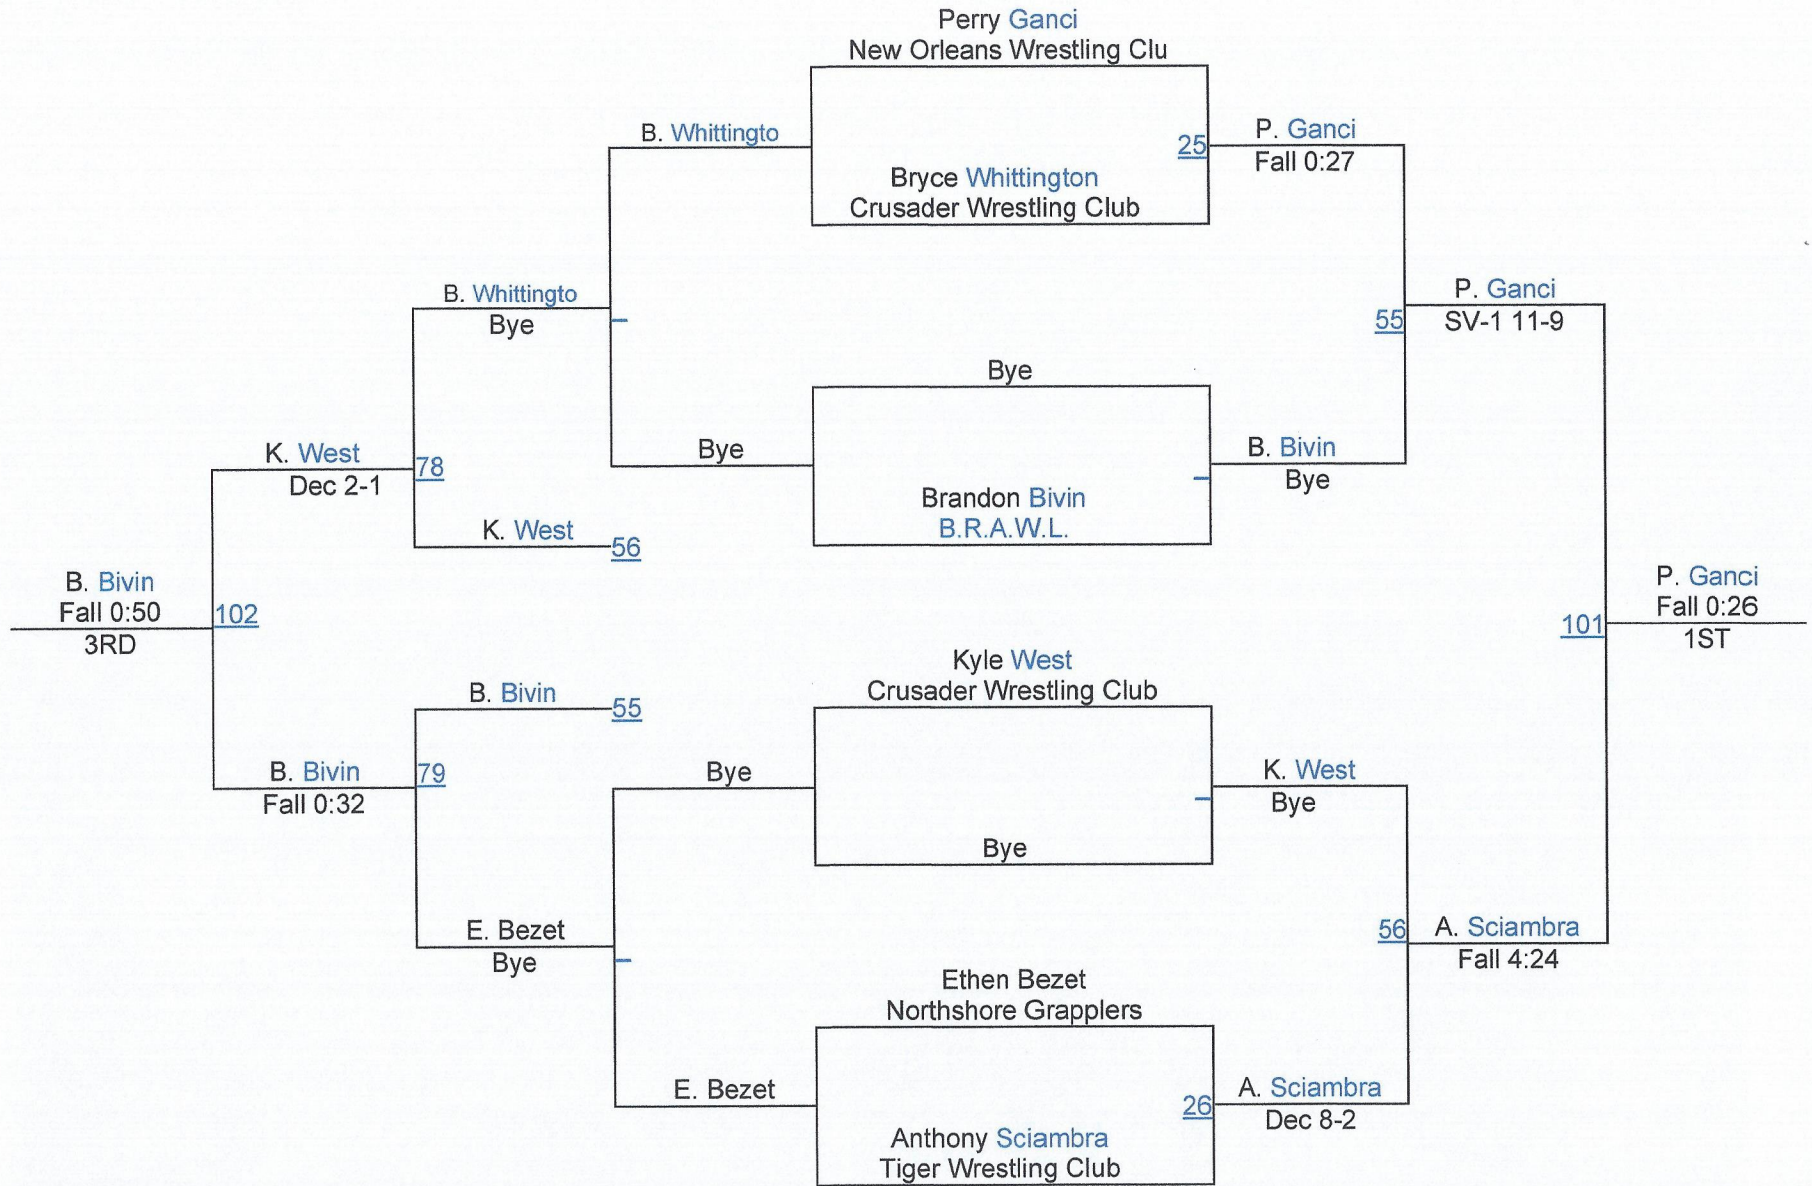 Perry Ganci
New Orleans Wrestling Clu
B. Whittingto
25
P. Ganci
Fall 0:27
Bryce Whittington
Crusader Wrestling Club
B. Whittingto
Bye
P. Ganci
SV-1 11-9
55
Bye
Bye
B. Bivin
Bye
K. West
Dec 2-1
78
Brandon Bivin
B.R.A.W.L.
K. West
56
B. Bivin
Fall 0:50
3RD
102
P. Ganci
Fall 0:26
1ST
101
Kyle West
Crusader Wrestling Club
B. Bivin
55
B. Bivin
Fall 0:32
79
Bye
K. West
Bye
Bye
E. Bezet
Bye
56
A. Sciambra
Fall 4:24
Ethen Bezet
Northshore Grapplers
E. Bezet
26
A. Sciambra
Dec 8-2
Anthony Sciambra
Tiger Wrestling Club